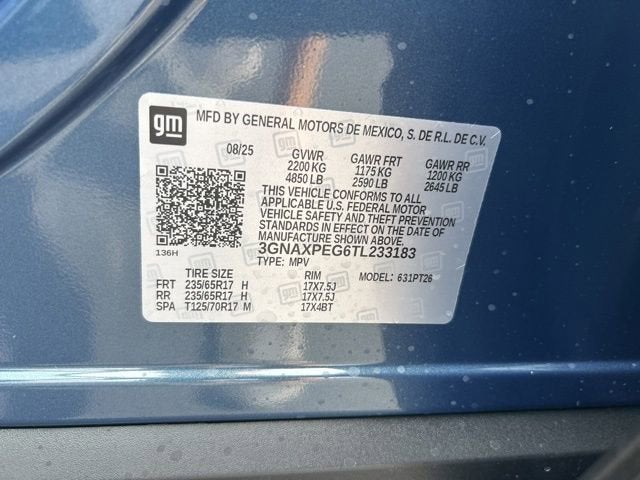 gm
MFD BY GENERAL MOTORS DE MEXICO, S. DE R.L. DE C.V.
08/25 GVWR GAWR FRT GAWR RR
2200 KG 1175 KG 1200 KG
4850 LB 2590 LB 2645 LB
THIS VEHICLE CONFORMS TO ALL
APPLICABLE U.S. FEDERAL MOTOR
VEHICLE SAFETY AND THEFT PREVENTION
STANDARDS IN EFFECT ON THE DATE
OF MANUFACTURE SHOWN ABOVE.
136H
3GNAXPEG6TL233183
TYPE: MPV
TIRE SIZE RIM MODEL: 631PT26
FRT 235/65R17 H 17X7.5J
RR 235/65R17 H 17X7.5J
SPA T125/70R17 M 17X4BT